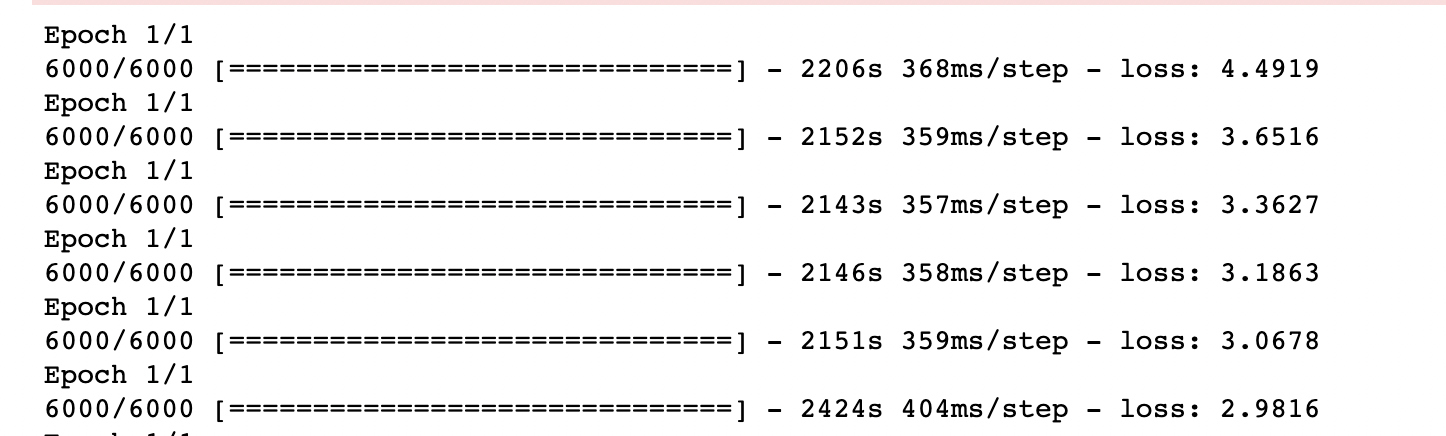 Epoch 1/1
6000/6000 [==============================] - 2206s 368ms/step - loss: 4.4919
Epoch 1/1
6000/6000 [==============================] - 2152s 359ms/step - loss: 3.6516
Epoch 1/1
6000/6000 [==============================] - 2143s 357ms/step - loss: 3.3627
Epoch 1/1
6000/6000 [==============================] - 2146s 358ms/step - loss: 3.1863
Epoch 1/1
6000/6000 [==============================] - 2151s 359ms/step - loss: 3.0678
Epoch 1/1
6000/6000 [==============================] - 2424s 404ms/step - loss: 2.9816